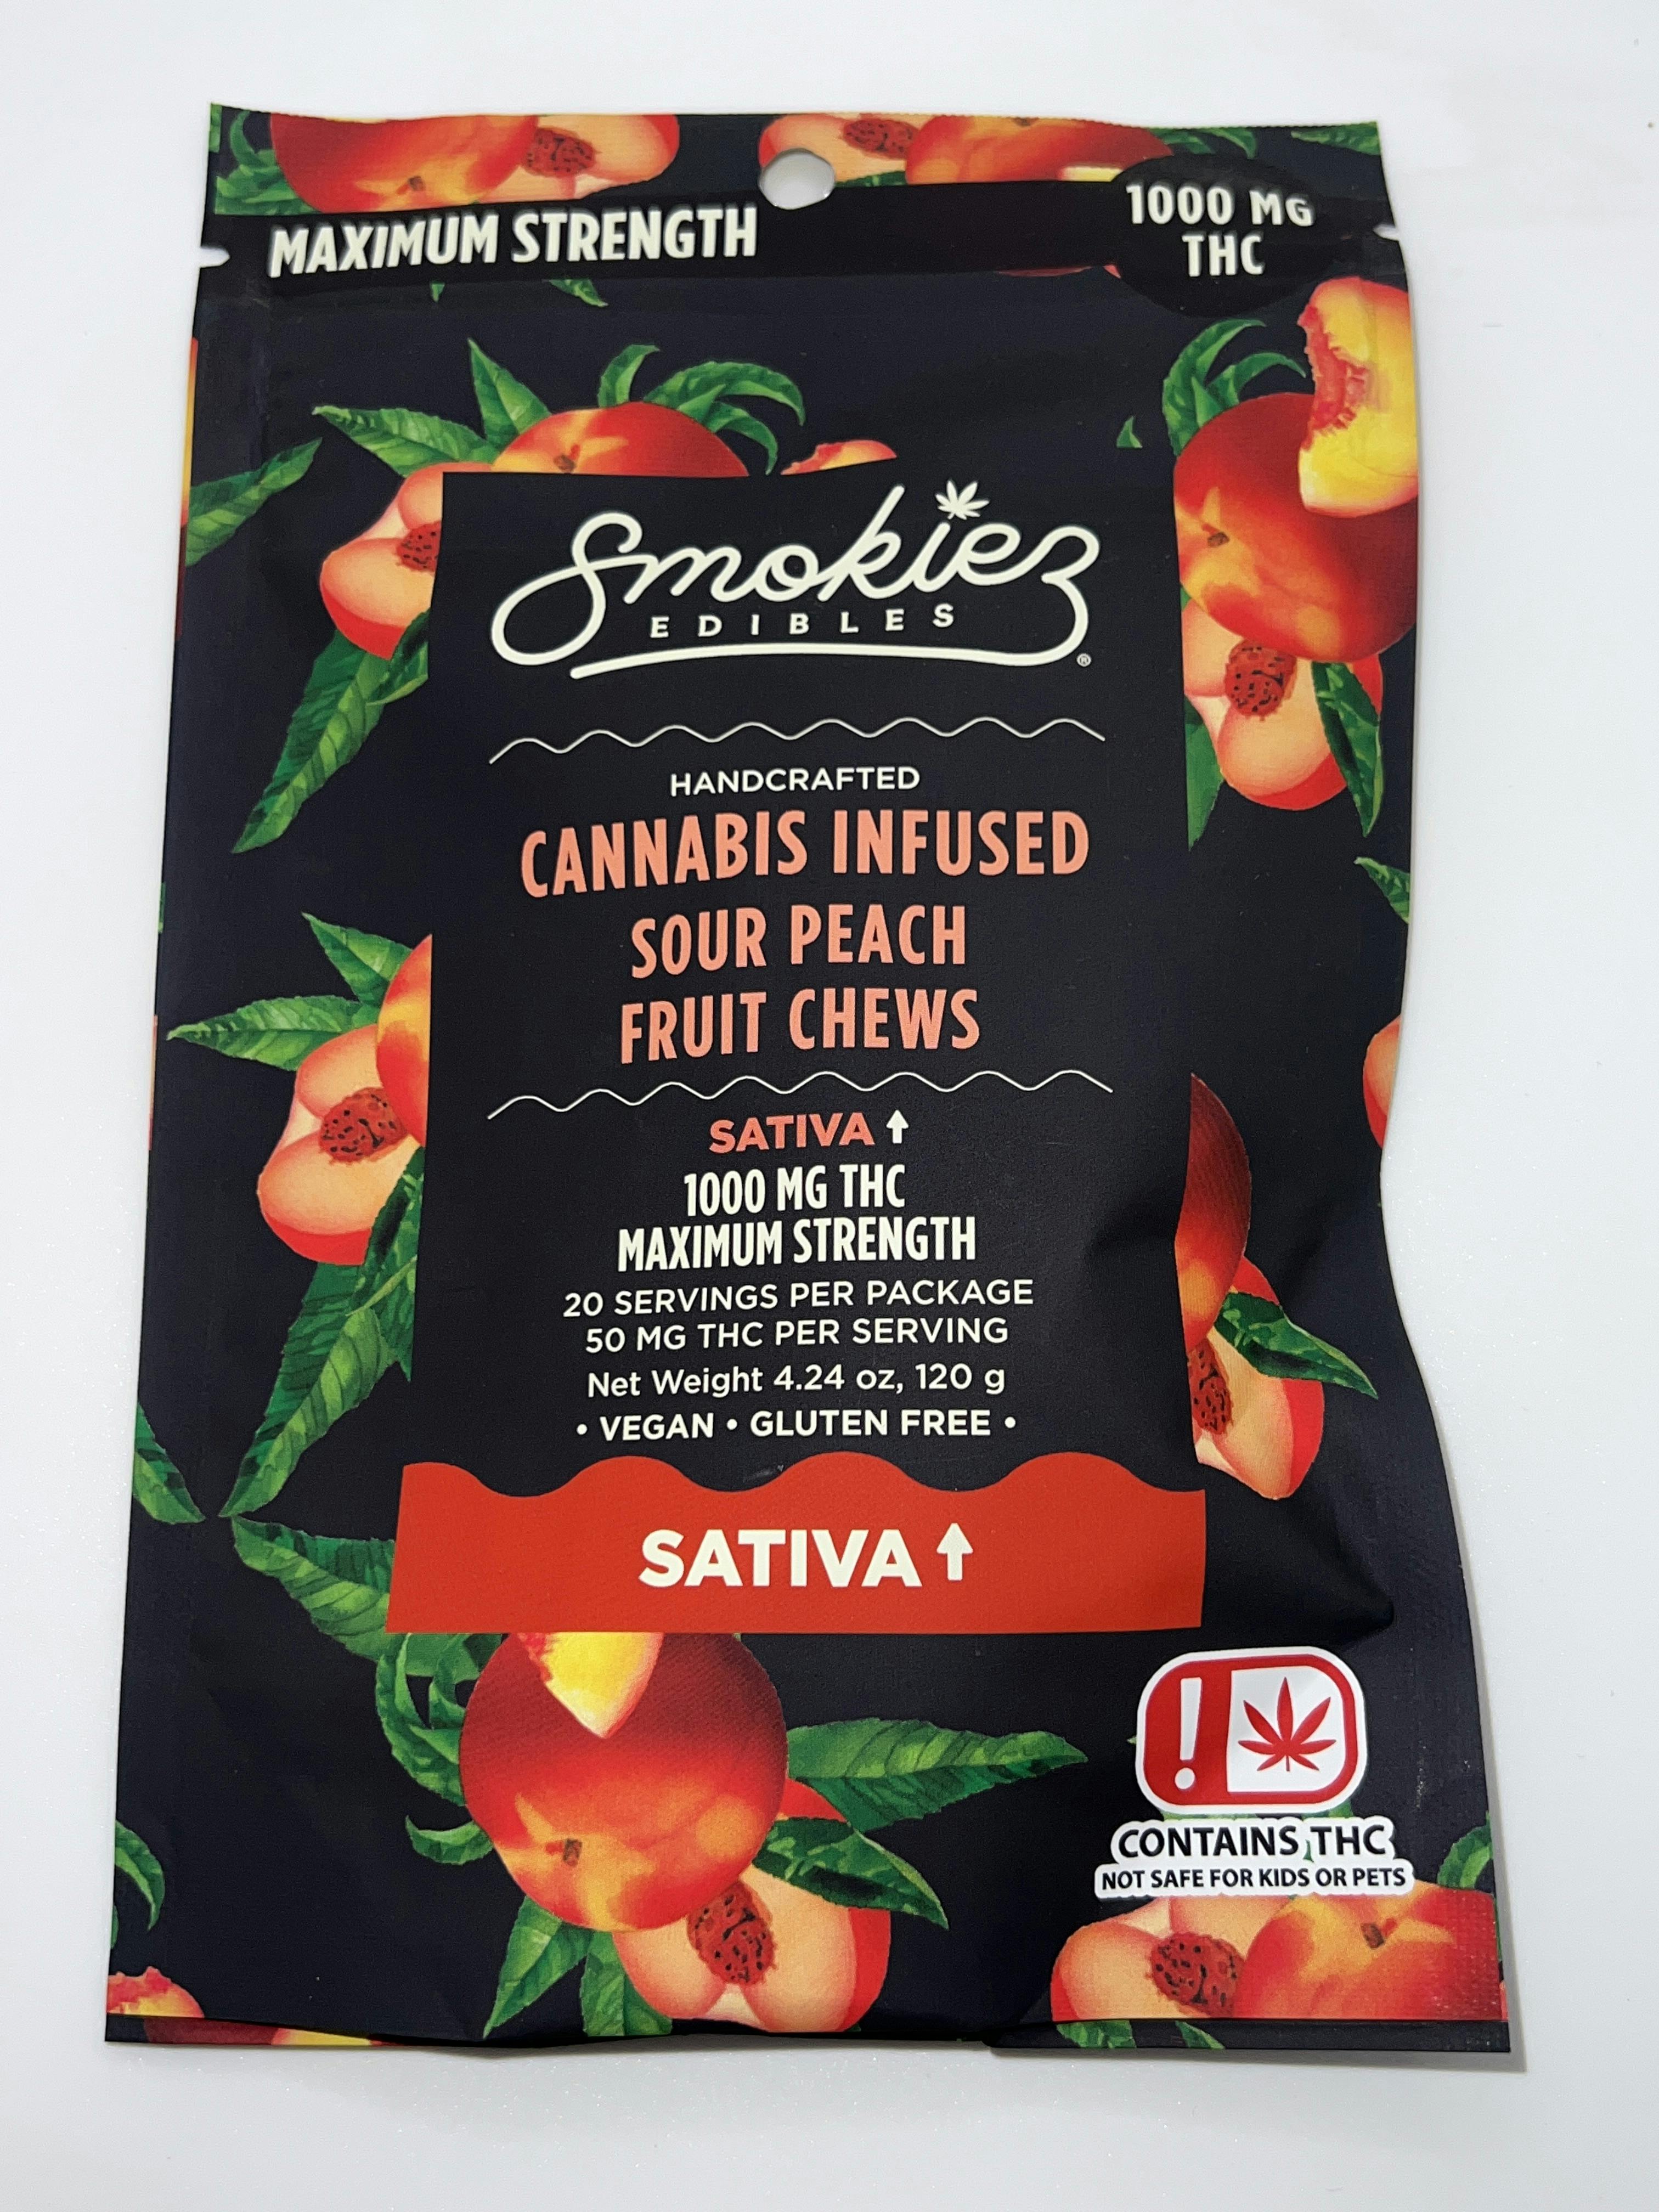 MAXIMUM STRENGTH
1000 MG
THC
Smokiez
EDIBLES
®
HANDCRAFTED
CANNABIS INFUSED
SOUR PEACH
FRUIT CHEWS
SATIVA
1000 MG THC
MAXIMUM STRENGTH
20 SERVINGS PER PACKAGE
50 MG THC PER SERVING
Net Weight 4.24 oz, 120 g
• VEGAN • GLUTEN FREE •
SATIVA
!
CONTAINS THC
NOT SAFE FOR KIDS OR PETS